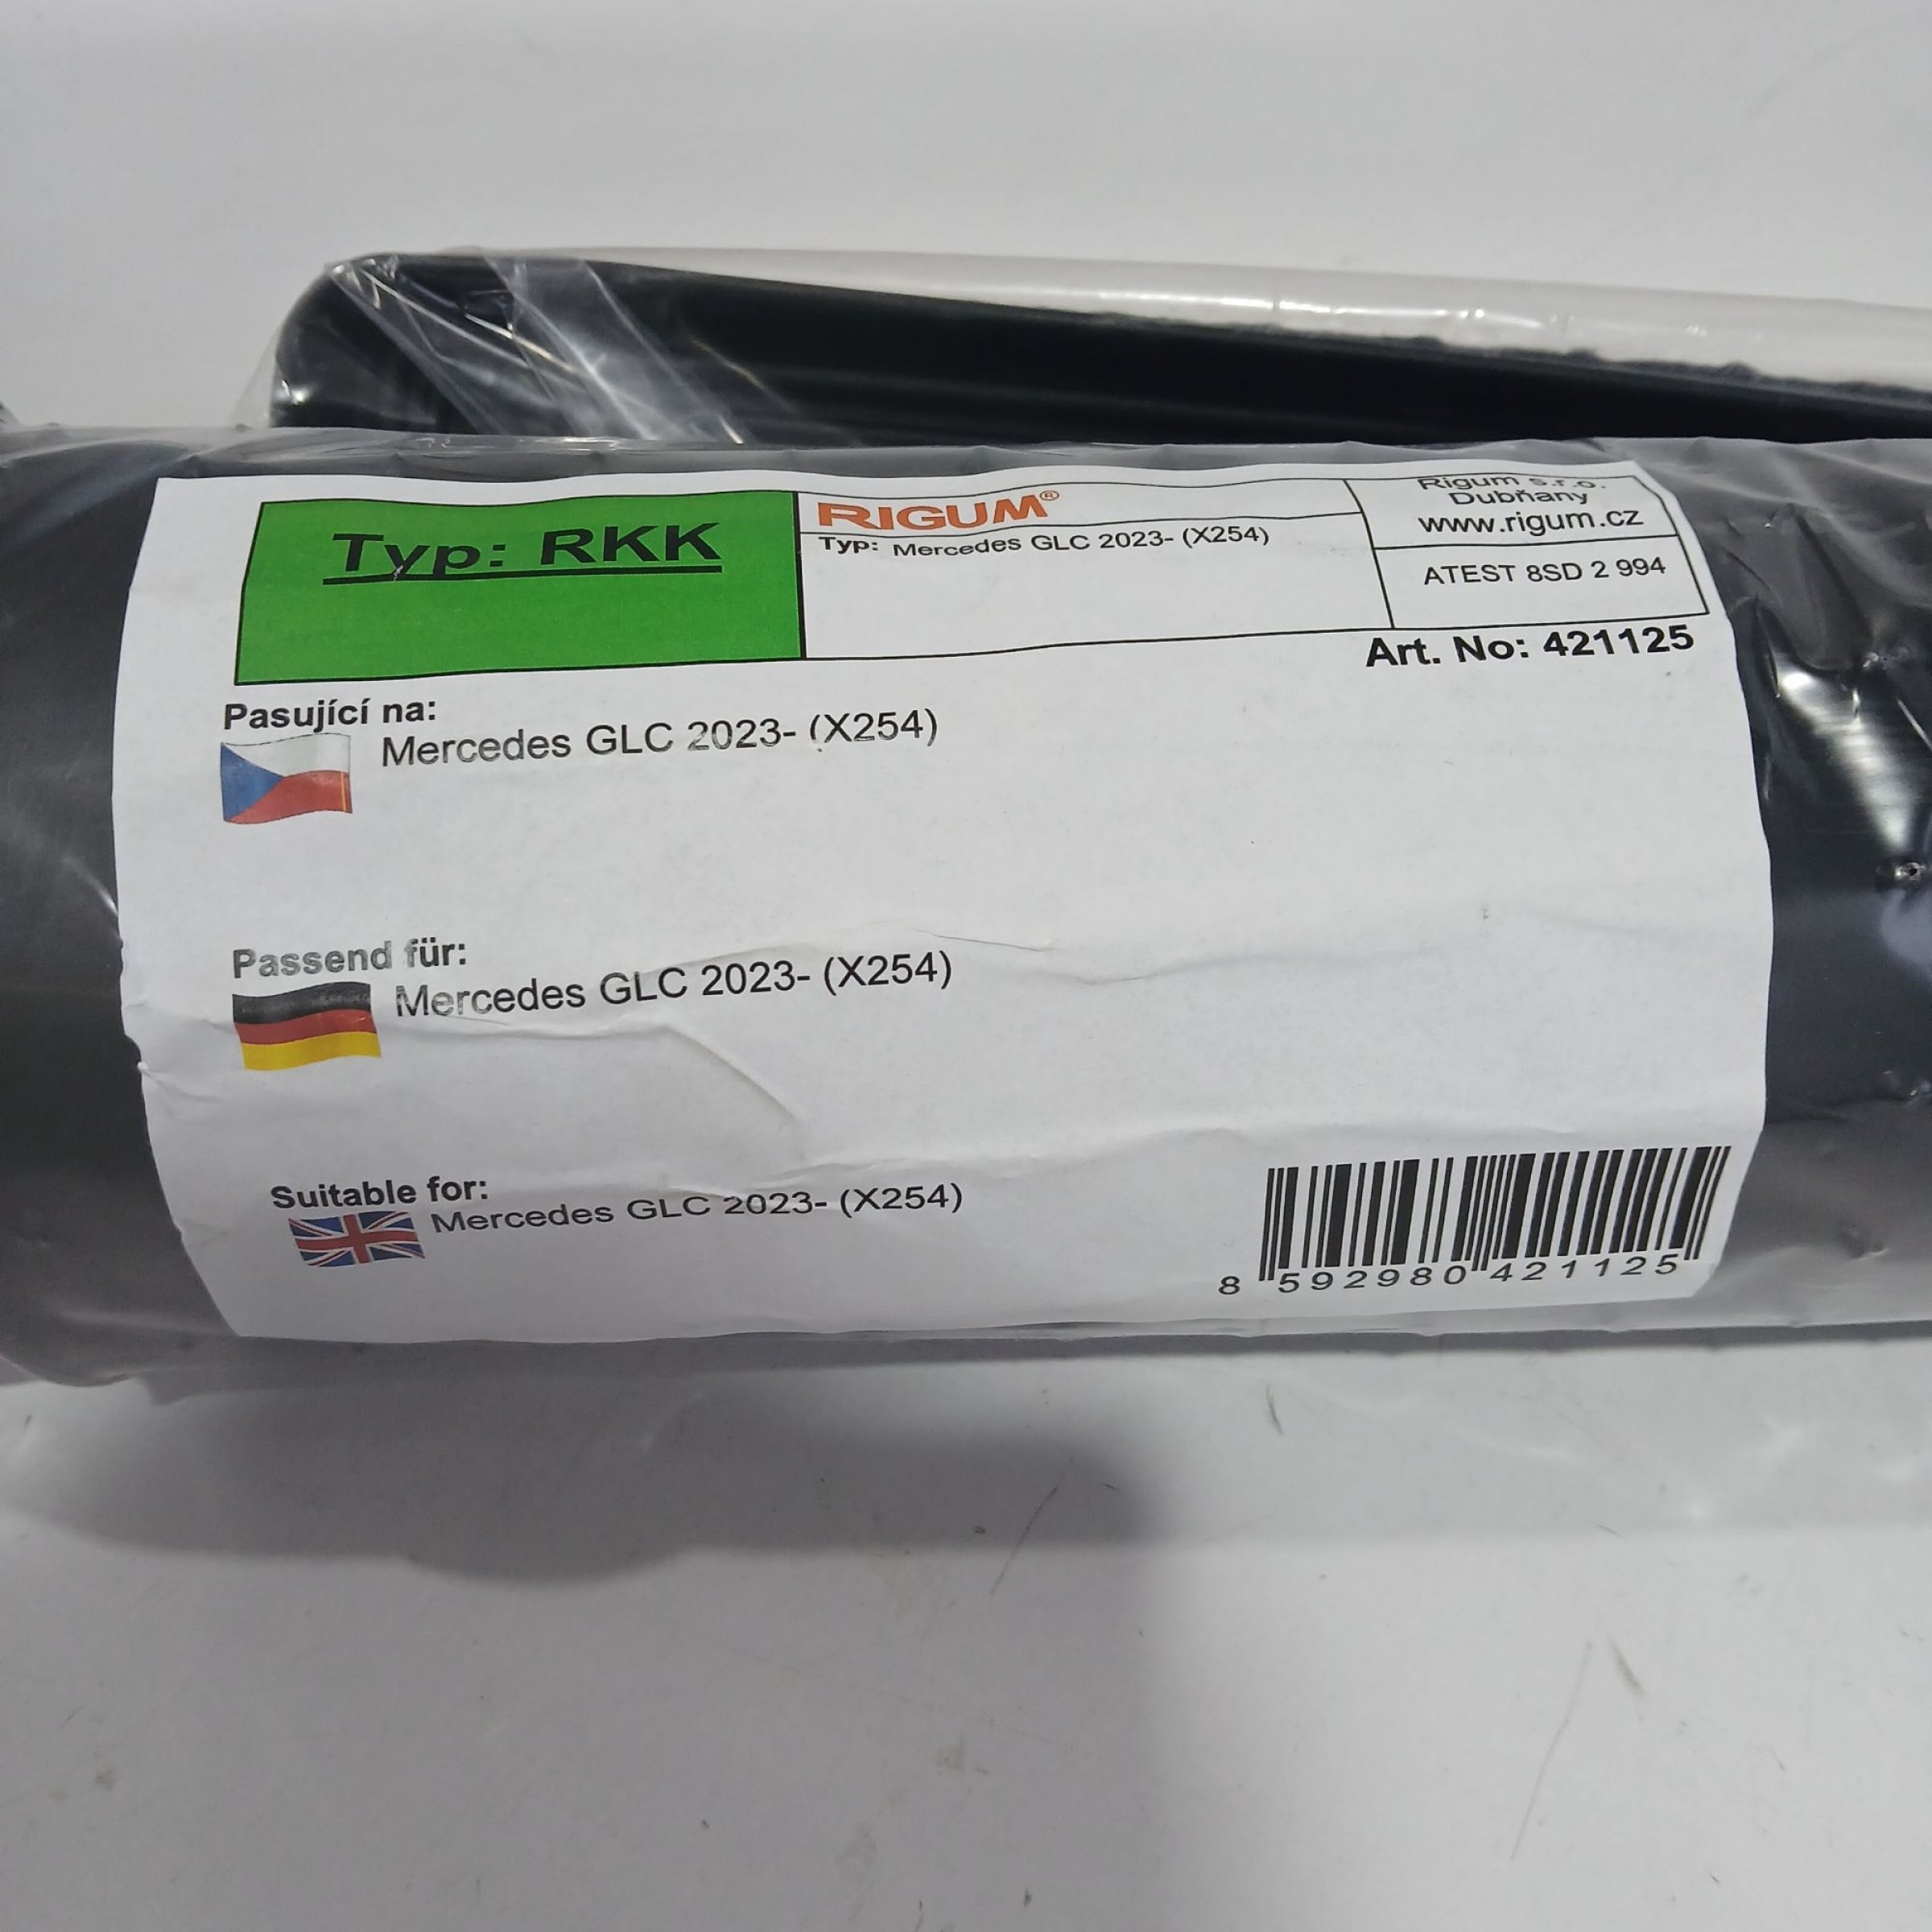 Typ: RKK
RIGUM®
Typ: Mercedes GLC 2023- (X254)
Rigum s.r.o.
Dubňany
www.rigum.cz
ATEST 8SD 2 994
Art. No: 421125
Pasující na:
Mercedes GLC 2023- (X254)
Passend für:
Mercedes GLC 2023- (X254)
Suitable for:
Mercedes GLC 2023- (X254)
8 592980 421125